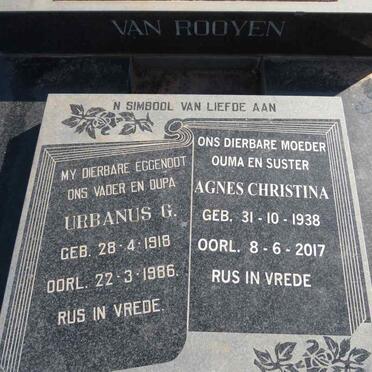 VAN ROOYEN
'N SIMBOOL VAN LIEFDE AAN
MY DIERBARE EGGENOOT
ONS VADER EN OUPA
URBANUS G.
GEB. 28-4-1918
OORL. 22-3-1986.
RUS IN VREDE.
ONS DIERBARE MOEDER
OUMA EN SUSTER
AGNES CHRISTINA
GEB. 31-10-1938
OORL. 8-6-2017
RUS IN VREDE